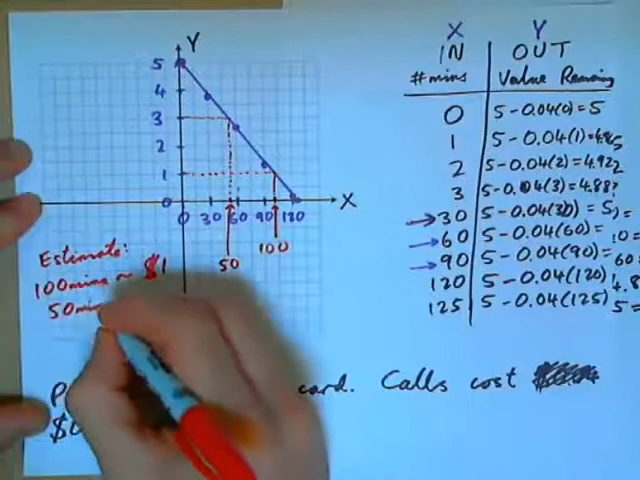 Y
5
4
3
2
1
0
0 30 60 90 120 X
50 100
Estimate:
100mins ~ $1
50min
X Y
IN OUT
#mins Value Remaining
0 5-0.04(0)=5
1 5-0.04(1)=4.
2 5-0.04(2)=4.92
3 5-0.04(3)=4.88
30 5-0.04(30)=
60 5-0.04(60)=
90 5-0.04(90)=
120 5-0.04(120)
125 5-0.04(125)
card. Calls cost